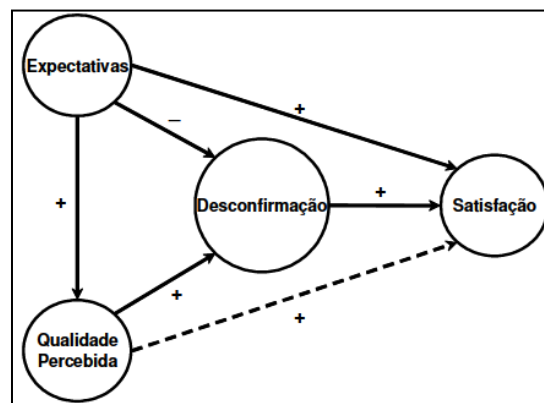 Expectativas
+
–
+
Desconfirmação
+
Satisfação
+
+
Qualidade
Percebida